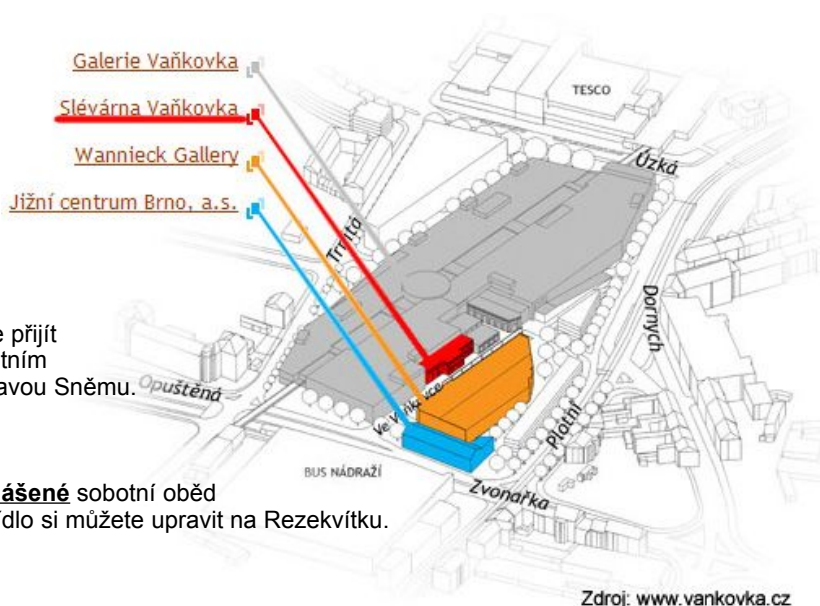 Galerie Vaňkovka
Slévárna Vaňkovka
Wannieck Gallery
Jižní centrum Brno, a.s.
TESCO
Úzká
Trnitá
Dornych
e přijít
tním
avou Sněmu.
Opuštěná
Ve Vaňkovce
Plotní
BUS NÁDRAŽÍ
Zvonařka
ášené sobotní oběd
ídlo si můžete upravit na Rezekvítku.
Zdroj: www.vankovka.cz